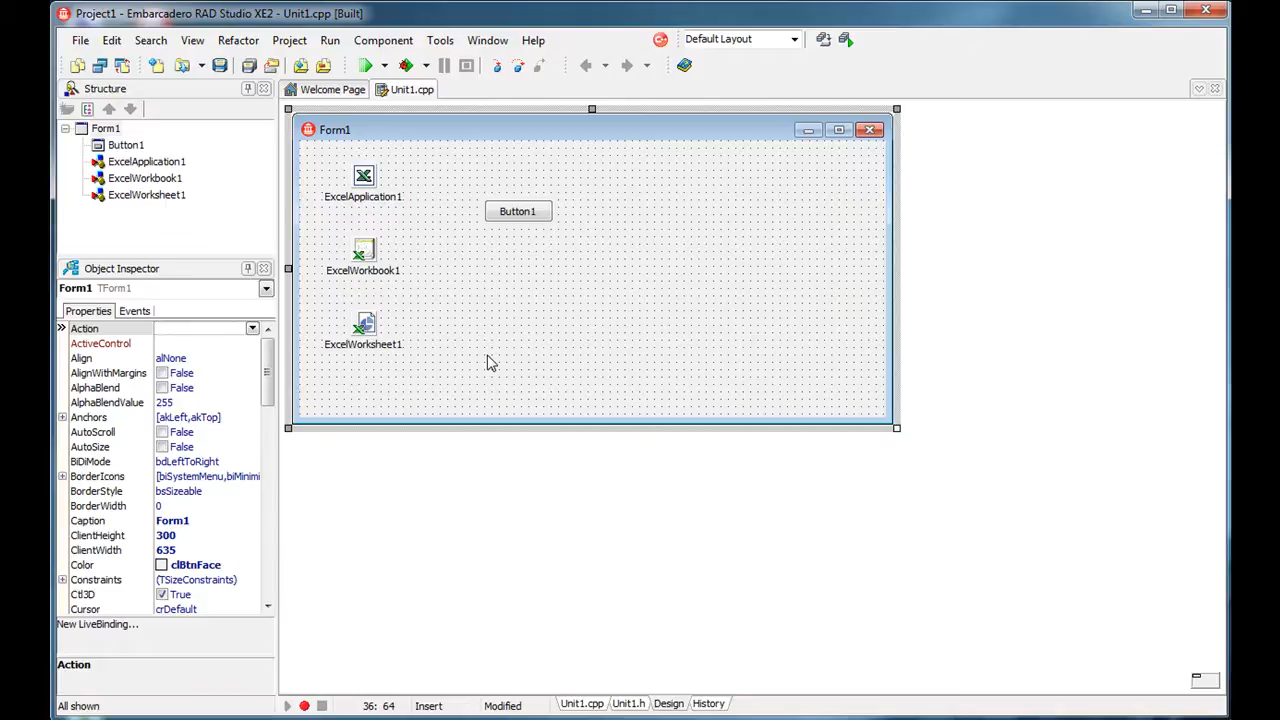 Project1 - Embarcadero RAD Studio XE2 - Unit1.cpp [Built]
File Edit Search View Refactor Project Run Component Tools Window Help
Default Layout
Structure
Welcome Page
Unit1.cpp
Form1
Button1
ExcelApplication1
ExcelWorkbook1
ExcelWorksheet1
Form1
ExcelApplication1
Button1
ExcelWorkbook1
ExcelWorksheet1
Object Inspector
Form1 TForm1
Properties Events
Action
ActiveControl
Align alNone
AlignWithMargins False
AlphaBlend False
AlphaBlendValue 255
Anchors [akLeft,akTop]
AutoScroll False
AutoSize False
BiDiMode bdLeftToRight
BorderIcons [biSystemMenu,biMinimi
BorderStyle bsSizeable
BorderWidth 0
Caption Form1
ClientHeight 300
ClientWidth 635
Color clBtnFace
Constraints (TSizeConstraints)
Ctl3D True
Cursor crDefault
New LiveBinding...
Action
All shown
36: 64 Insert Modified
Unit1.cpp Unit1.h Design History